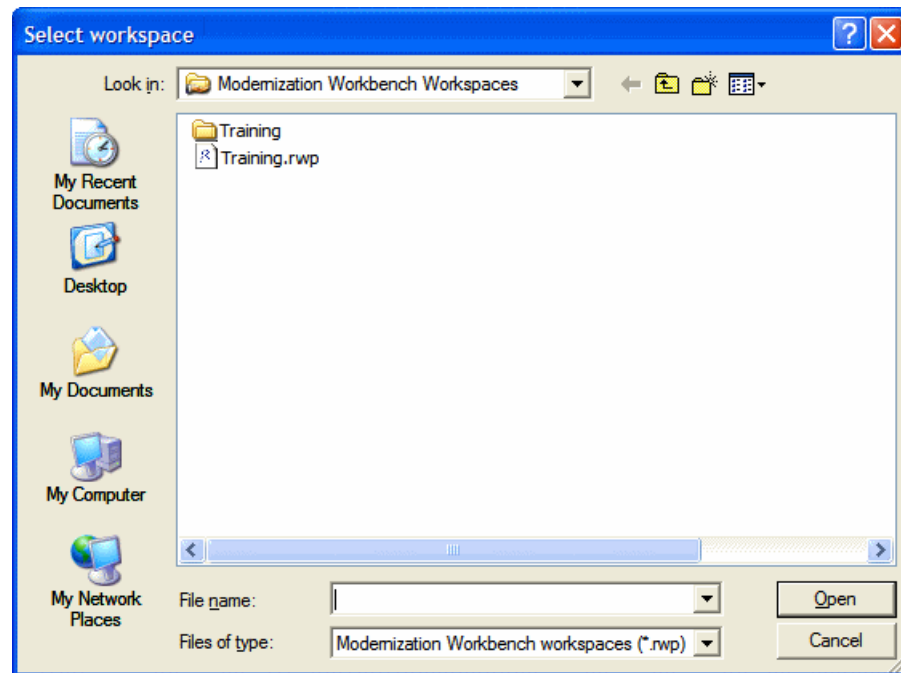 Select workspace
Look in:
Modernization Workbench Workspaces
Training
Training.rwp
My Recent
Documents
Desktop
My Documents
My Computer
My Network
Places
File name:
Open
Files of type:
Modernization Workbench workspaces (*.rwp)
Cancel